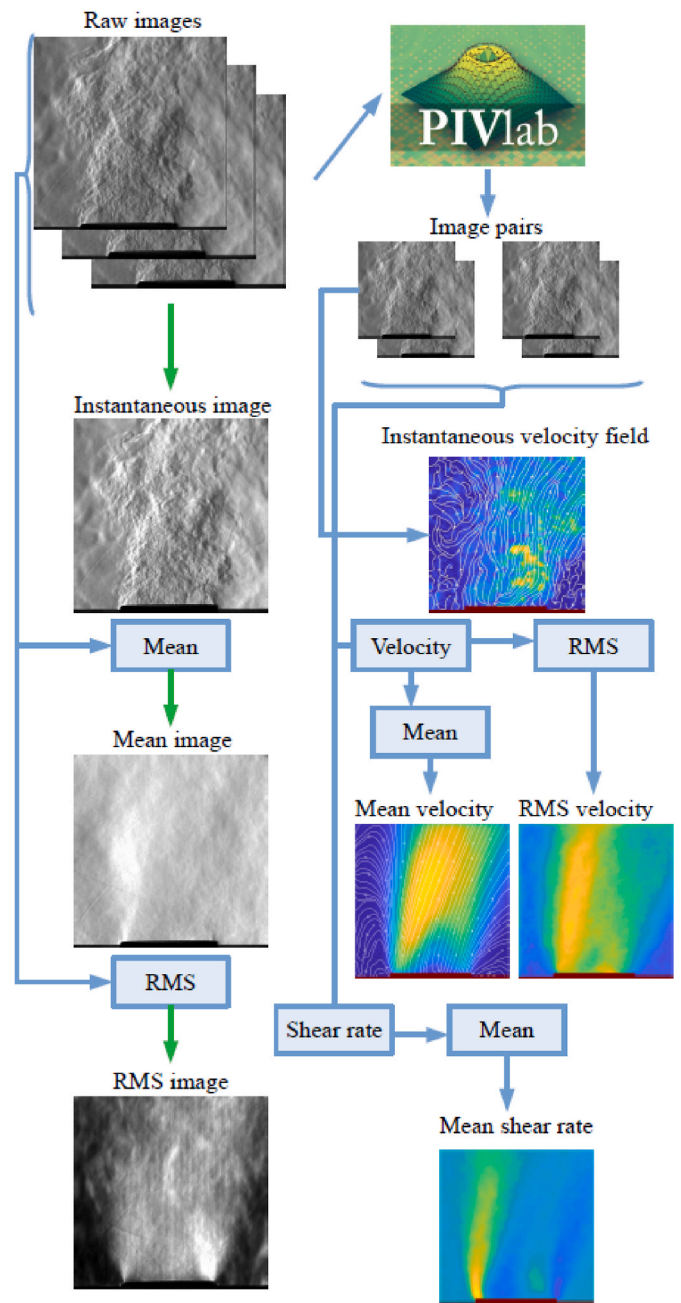 Raw images
PIVlab
Image pairs
Instantaneous image
Instantaneous velocity field
Mean
Velocity
RMS
Mean image
Mean
Mean velocity
RMS velocity
RMS
Shear rate
Mean
RMS image
Mean shear rate